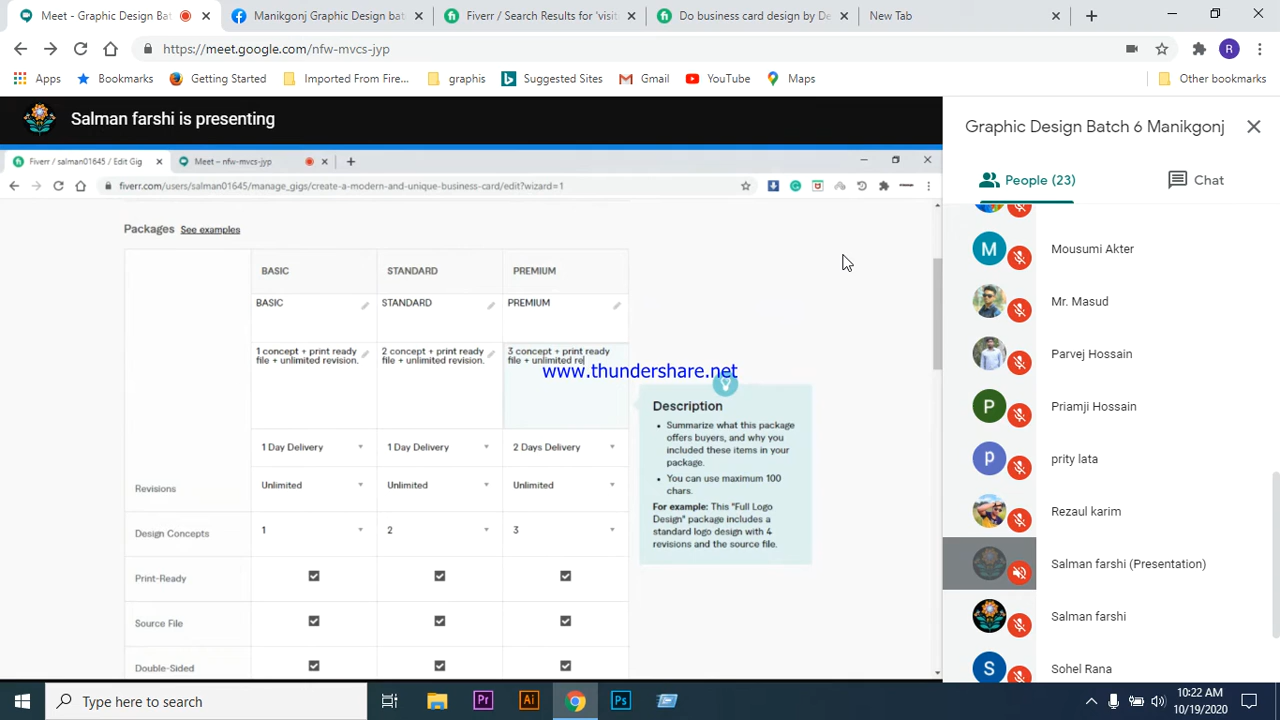 Meet - Graphic Design Bat
Manikgonj Graphic Design bat
Fiverr / Search Results for 'visit
Do business card design by De
New Tab
https://meet.google.com/nfw-mvcs-jyp
R
Apps
Bookmarks
Getting Started
Imported From Fire...
graphis
Suggested Sites
Gmail
YouTube
Maps
Other bookmarks
Salman farshi is presenting
Graphic Design Batch 6 Manikgonj
People (23)
Chat
Fiverr / salman01645 / Edit Gig
Meet – nfw-mvcs-jyp
fiverr.com/users/salman01645/manage_gigs/create-a-modern-and-unique-business-card/edit?wizard=1
Packages See examples
BASIC STANDARD PREMIUM
BASIC STANDARD PREMIUM
1 concept + print ready
file + unlimited revision.
2 concept + print ready
file + unlimited revision.
3 concept + print ready
file + unlimited re
www.thundershare.net
Description
Summarize what this package
offers buyers, and why you
included these items in your
package.
You can use maximum 100
chars.
For example: This "Full Logo
Design" package includes a
standard logo design with 4
revisions and the source file.
1 Day Delivery 1 Day Delivery 2 Days Delivery
Revisions Unlimited Unlimited Unlimited
Design Concepts 1 2 3
Print-Ready
Source File
Double-Sided
M Mousumi Akter
Mr. Masud
Parvej Hossain
P Priamji Hossain
p prity lata
Rezaul karim
Salman farshi (Presentation)
Salman farshi
S Sohel Rana
Type here to search
Pr
Ai
Ps
10:22 AM
10/19/2020